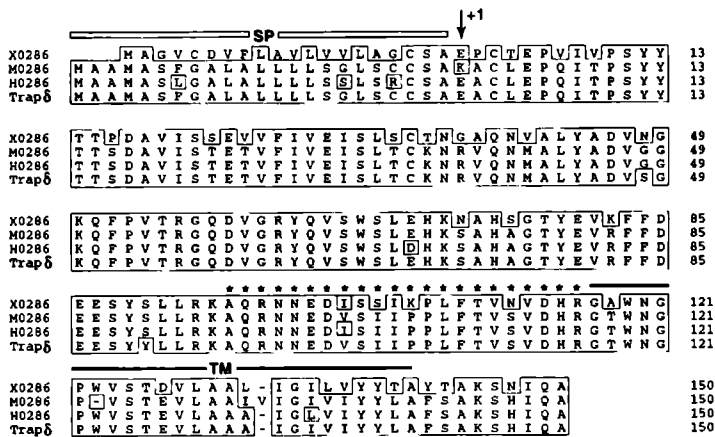 SP +1
X0286 M A G V C D V F L A V L V V L A G C S A E P C T E P V I V P S Y Y 13
M0286 M A A M A S F G A L A L L L L S G L S C C S A K A C L E P Q I T P S Y Y 13
H0286 M A A M A S L G A L A L L L L S S L S R C S A E A C L E P Q I T P S Y Y 13
Trapδ M A A M A S F G A L A L L L L S G L S C C S A E A C L E P Q I T P S Y Y 13
X0286 T T P D A V I S S E V V F I V E I S L S C T N G A Q N V A L Y A D V N G 49
M0286 T T S D A V I S T E T V F I V E I S L T C K N R V Q N M A L Y A D V G G 49
H0286 T T S D A V I S T E T V F I V E I S L T C K N R V Q N M A L Y A D V G G 49
Trapδ T T S D A V I S T E T V F I V E I S L T C K N R V Q N M A L Y A D V S G 49
X0286 K Q F P V T R G Q D V G R Y Q V S W S L E H K N A H S G T Y E V K F F D 85
M0286 K Q F P V T R G Q D V G R Y Q V S W S L E H K S A H A G T Y E V R F F D 85
H0286 K Q F P V T R G Q D V G R Y Q V S W S L D H K S A H A G T Y E V R F F D 85
Trapδ K Q F P V T R G Q D V G R Y Q V S W S L E H K S A H A G T Y E V R F F D 85
* * * * * * * * * * * * * * * * * * * * *
X0286 E E S Y S L L R K A Q R N N E D I S S I K P L F T V N V D H R G A W N G 121
M0286 E E S Y S L L R K A Q R N N E D V S I I P P L F T V S V D H R G T W N G 121
H0286 E E S Y S L L R K A Q R N N E D I S I I P P L F T V S V D H R G T W N G 121
Trapδ E E S Y Y L L R K A Q R N N E D V S I I P P L F T V S V D H R G T W N G 121
TM
X0286 P W V S T D V L A A L - I G I L V Y Y T A Y T A K S N I Q A 150
M0286 P - V S T E V L A A I V I G I V I Y Y L A F S A K S H I Q A 150
H0286 P W V S T E V L A A A - I G L V I Y Y L A F S A K S H I Q A 150
Trapδ P W V S T E V L A A A - I G I V I Y Y L A F S A K S H I Q A 150